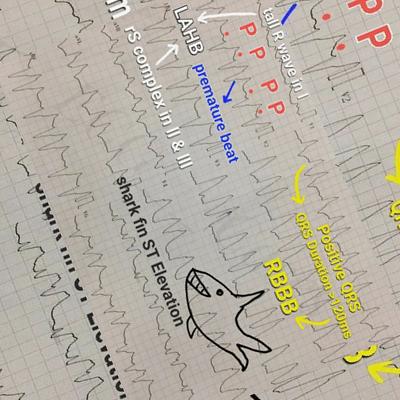 tall R wave in I
P P
P P
V2
P P
LAHB
rS complex in II & III
premature beat
Positive QRS
QRS Duration >120ms
RBBB
shark fin ST Elevation